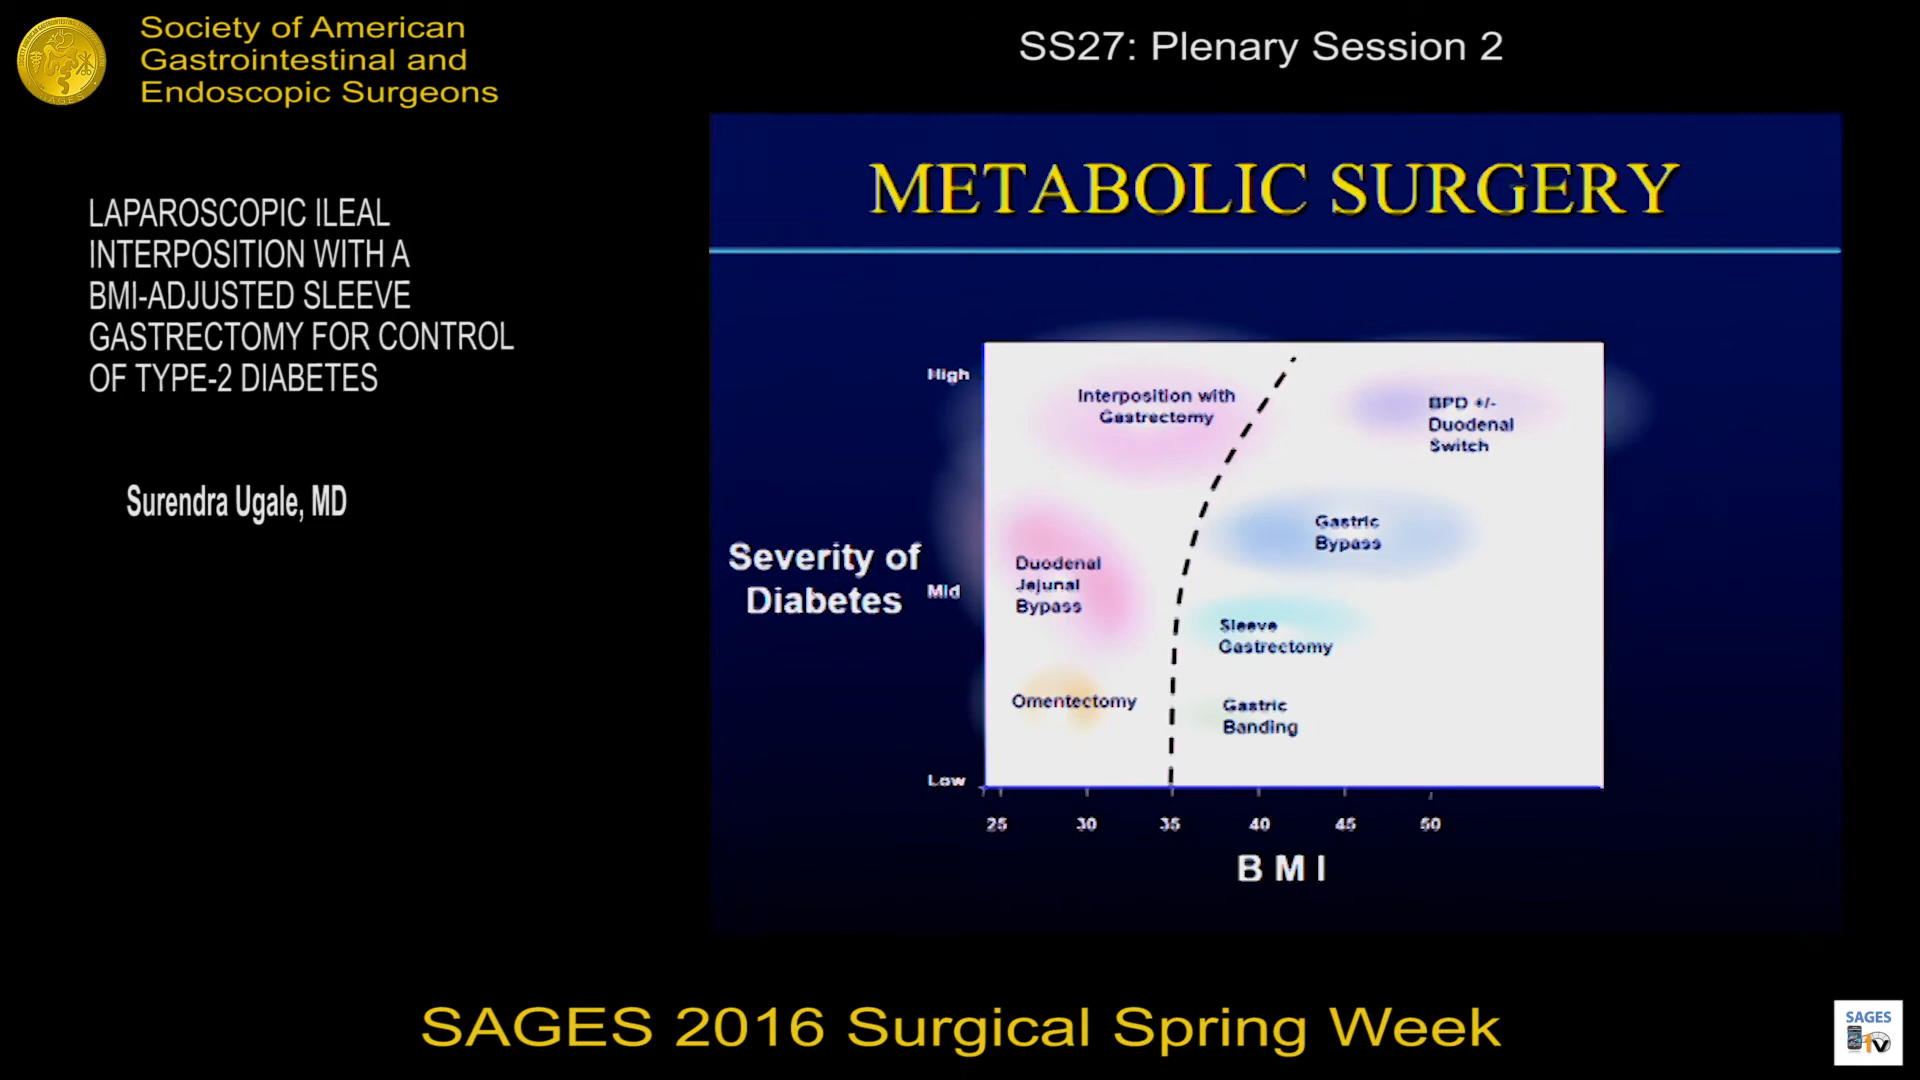 Society of American
Gastrointestinal and
Endoscopic Surgeons
SS27: Plenary Session 2
LAPAROSCOPIC ILEAL
INTERPOSITION WITH A
BMI-ADJUSTED SLEEVE
GASTRECTOMY FOR CONTROL
OF TYPE-2 DIABETES
Surendra Ugale, MD
METABOLIC SURGERY
High
Interposition with
Gastrectomy
BPD +/-
Duodenal
Switch
Gastric
Bypass
Severity of
Diabetes
Mid
Duodenal
Jejunal
Bypass
Sleeve
Gastrectomy
Omentectomy
Gastric
Banding
Low
25 30 35 40 45 50
B M I
SAGES 2016 Surgical Spring Week
SAGES
TV